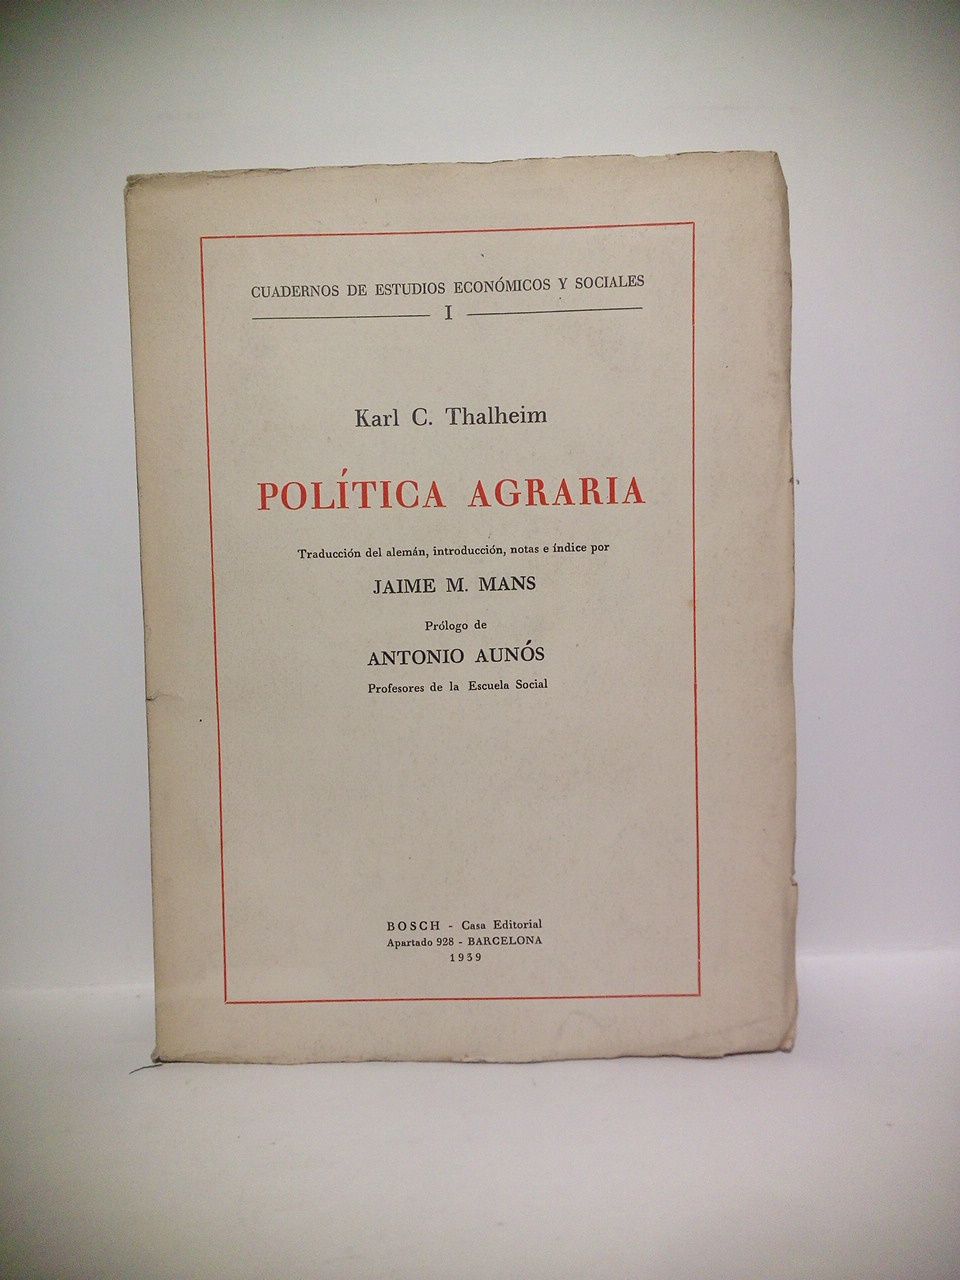 CUADERNOS DE ESTUDIOS ECONÓMICOS Y SOCIALES
I
Karl C. Thalheim
POLÍTICA AGRARIA
Traducción del alemán, introducción, notas e índice por
JAIME M. MANS
Prólogo de
ANTONIO AUNÓS
Profesores de la Escuela Social
BOSCH - Casa Editorial
Apartado 928 - BARCELONA
1939